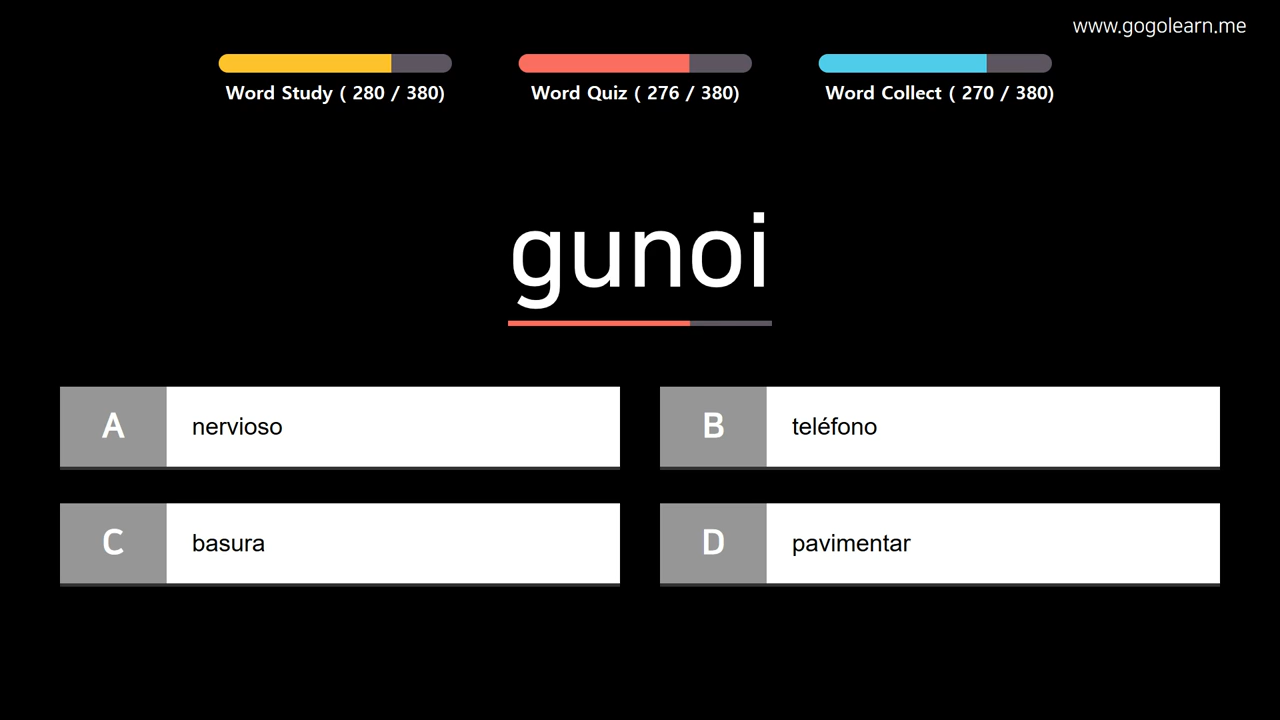 www.gogolearn.me
Word Study ( 280 / 380)
Word Quiz ( 276 / 380)
Word Collect ( 270 / 380)
gunoi
A nervioso
B teléfono
C basura
D pavimentar